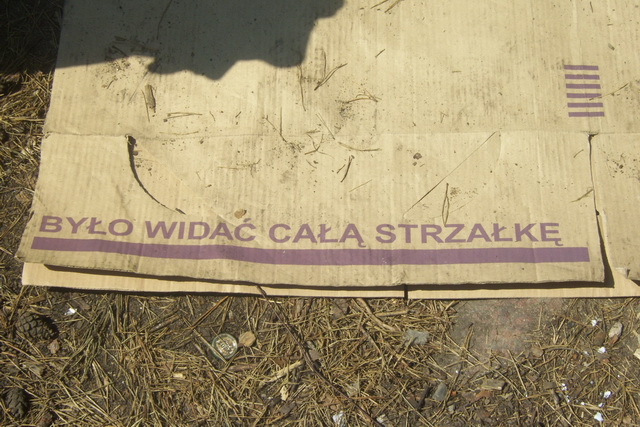 BYŁO WIDAĆ CAŁĄ STRZAŁKĘ